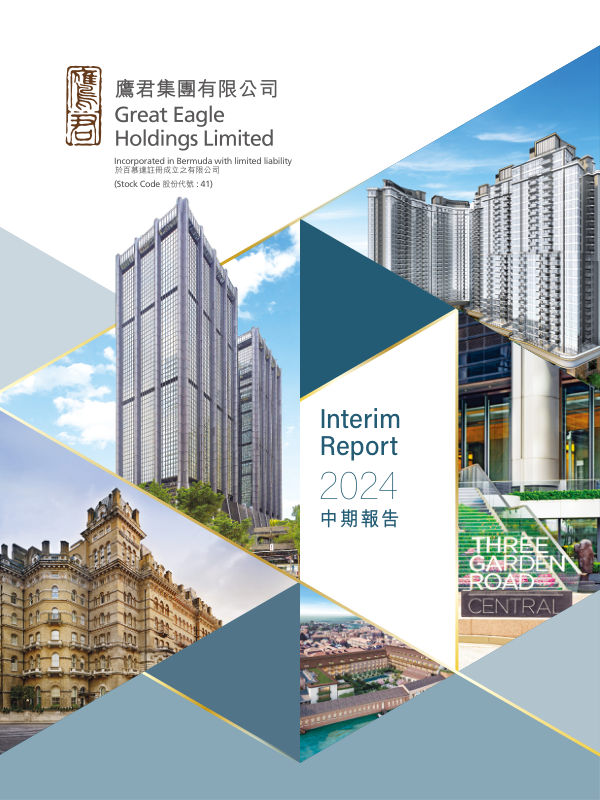 鷹君
鷹君集團有限公司
Great Eagle
Holdings Limited
Incorporated in Bermuda with limited liability
於百慕達註冊成立之有限公司
(Stock Code 股份代號 : 41)
Interim
Report
2024
中期報告
THREE
GARDEN
ROAD
CENTRAL